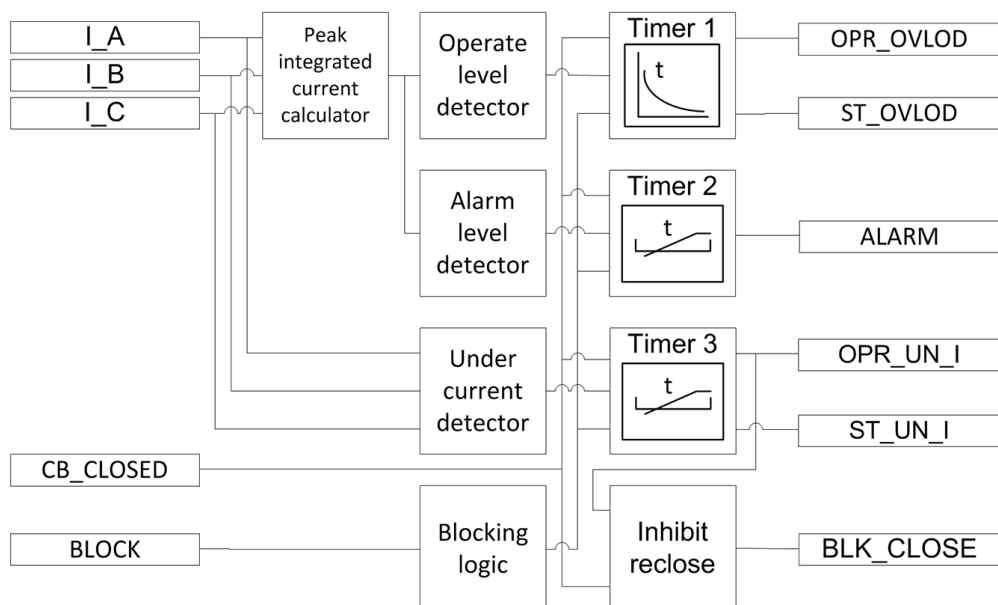 I_A
I_B
I_C
Peak
integrated
current
calculator
Operate
level
detector
Timer 1
t
OPR_OVLOD
ST_OVLOD
Alarm
level
detector
Timer 2
t
ALARM
Under
current
detector
Timer 3
t
OPR_UN_I
ST_UN_I
CB_CLOSED
BLOCK
Blocking
logic
Inhibit
reclose
BLK_CLOSE